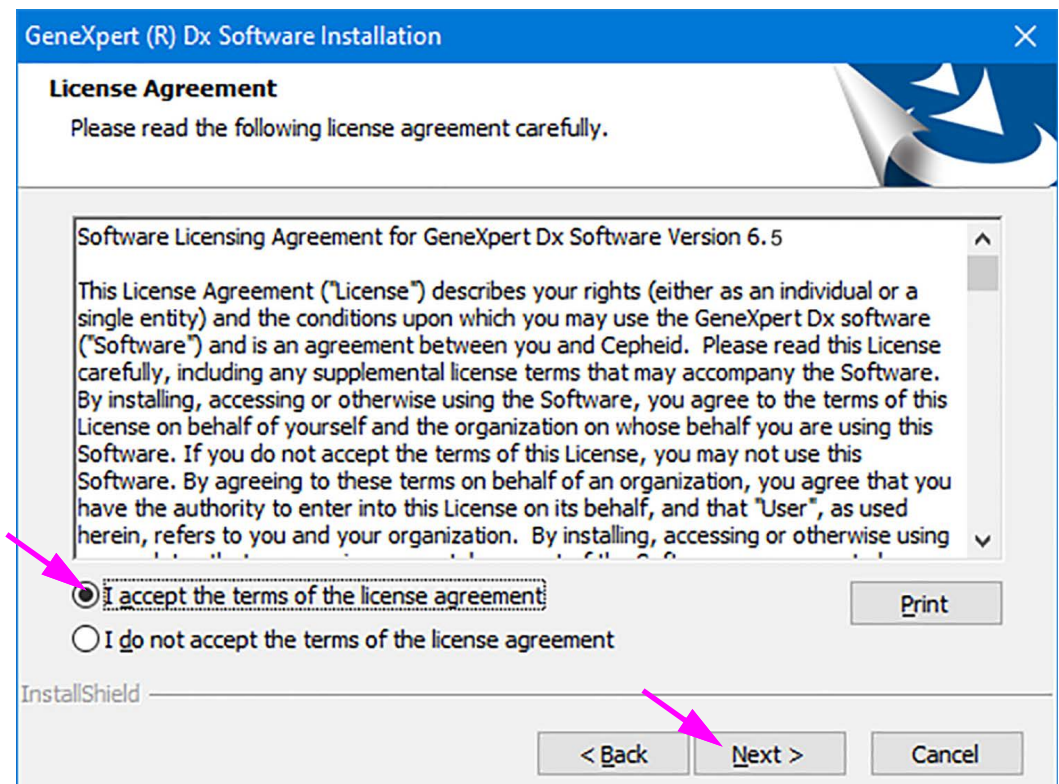 GeneXpert (R) Dx Software Installation
License Agreement
Please read the following license agreement carefully.
Software Licensing Agreement for GeneXpert Dx Software Version 6.5
This License Agreement ("License") describes your rights (either as an individual or a
single entity) and the conditions upon which you may use the GeneXpert Dx software
("Software") and is an agreement between you and Cepheid.  Please read this License
carefully, including any supplemental license terms that may accompany the Software.
By installing, accessing or otherwise using the Software, you agree to the terms of this
License on behalf of yourself and the organization on whose behalf you are using this
Software. If you do not accept the terms of this License, you may not use this
Software. By agreeing to these terms on behalf of an organization, you agree that you
have the authority to enter into this License on its behalf, and that "User", as used
herein, refers to you and your organization.  By installing, accessing or otherwise using
I accept the terms of the license agreement
Print
I do not accept the terms of the license agreement
InstallShield
< Back
Next >
Cancel